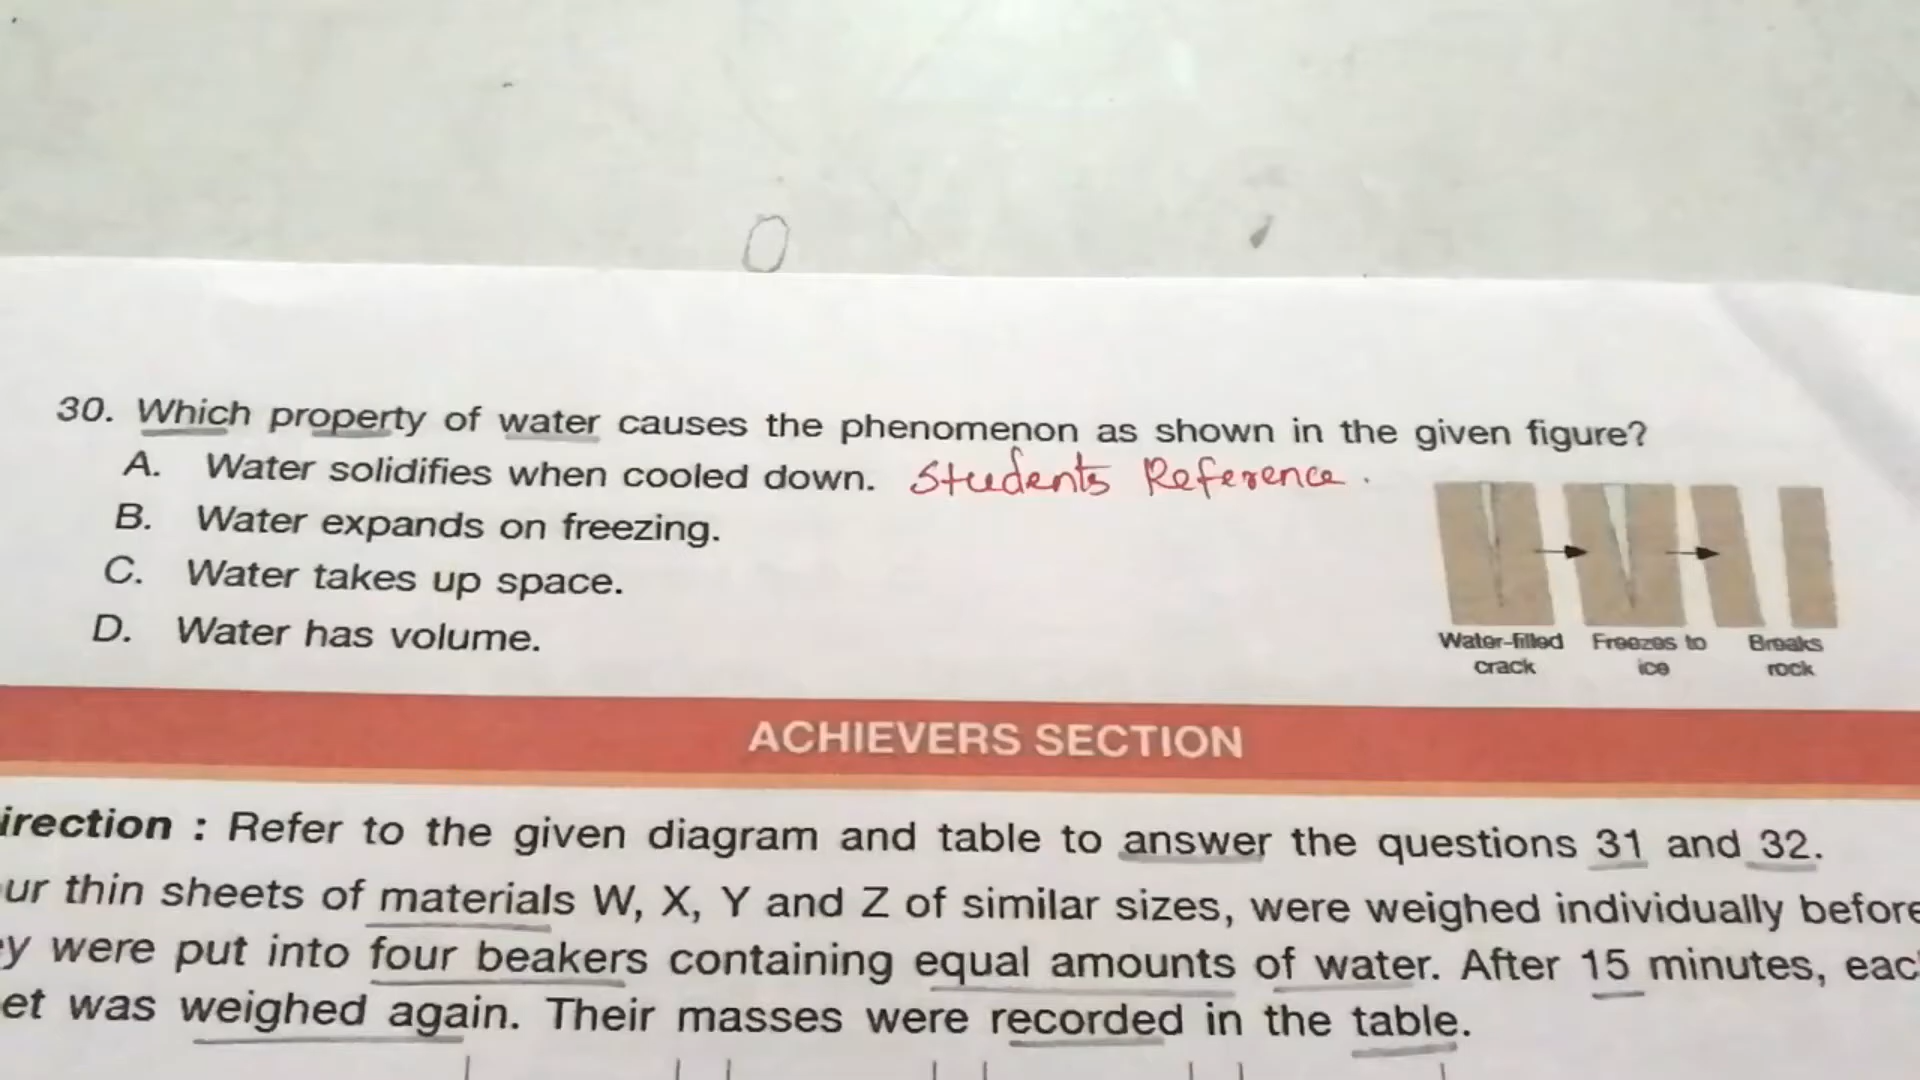 30. Which property of water causes the phenomenon as shown in the given figure?
A. Water solidifies when cooled down. Students Reference.
B. Water expands on freezing.
C. Water takes up space.
D. Water has volume.
Water-filled crack
Freezes to ice
Breaks rock
ACHIEVERS SECTION
irection : Refer to the given diagram and table to answer the questions 31 and 32.
ur thin sheets of materials W, X, Y and Z of similar sizes, were weighed individually before
ey were put into four beakers containing equal amounts of water. After 15 minutes, eac
et was weighed again. Their masses were recorded in the table.